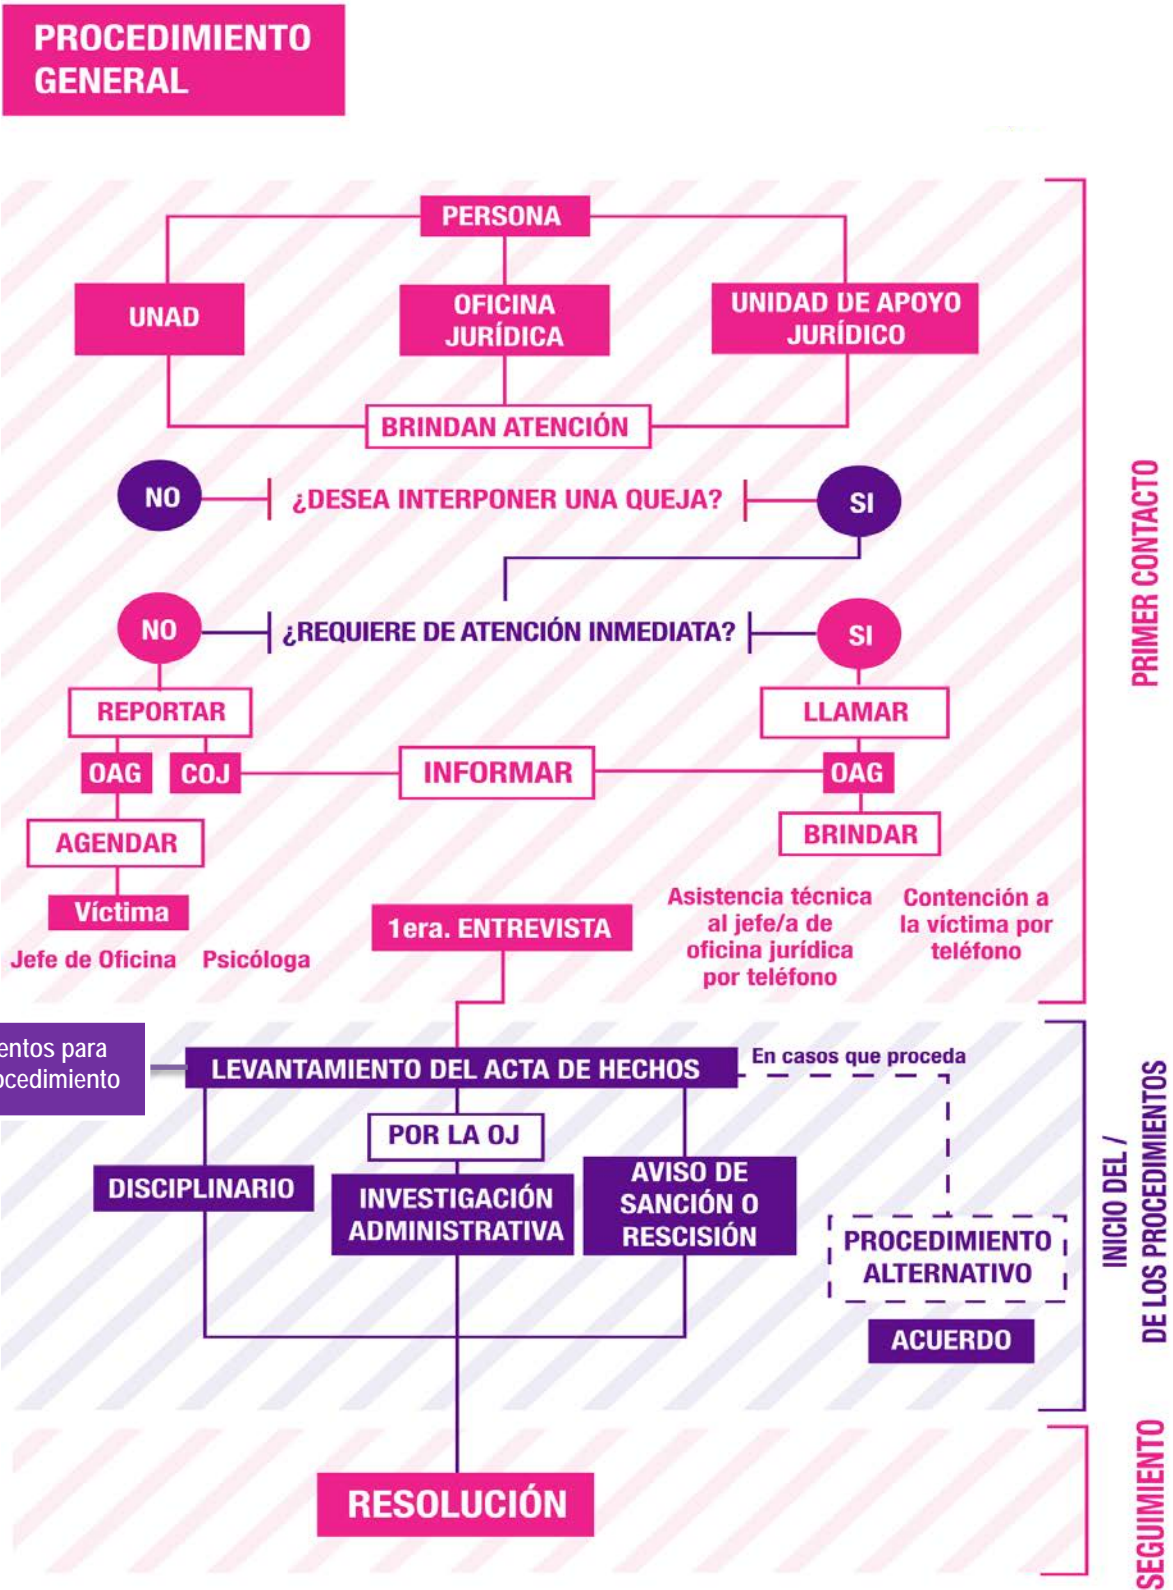 PROCEDIMIENTO
GENERAL
PERSONA
UNAD
OFICINA
JURÍDICA
UNIDAD DE APOYO
JURÍDICO
BRINDAN ATENCIÓN
NO
¿DESEA INTERPONER UNA QUEJA?
SI
NO
¿REQUIERE DE ATENCIÓN INMEDIATA?
SI
REPORTAR
LLAMAR
OAG
COJ
INFORMAR
OAG
AGENDAR
BRINDAR
Víctima
Jefe de Oficina
Psicóloga
1era. ENTREVISTA
Asistencia técnica
al jefe/a de
oficina jurídica
por teléfono
Contención a
la víctima por
teléfono
PRIMER CONTACTO
para
LEVANTAMIENTO DEL ACTA DE HECHOS
En casos que proceda
POR LA OJ
DISCIPLINARIO
INVESTIGACIÓN
ADMINISTRATIVA
AVISO DE
SANCIÓN O
RESCISIÓN
PROCEDIMIENTO
ALTERNATIVO
ACUERDO
INICIO DEL /
DE LOS PROCEDIMIENTOS
RESOLUCIÓN
SEGUIMIENTO